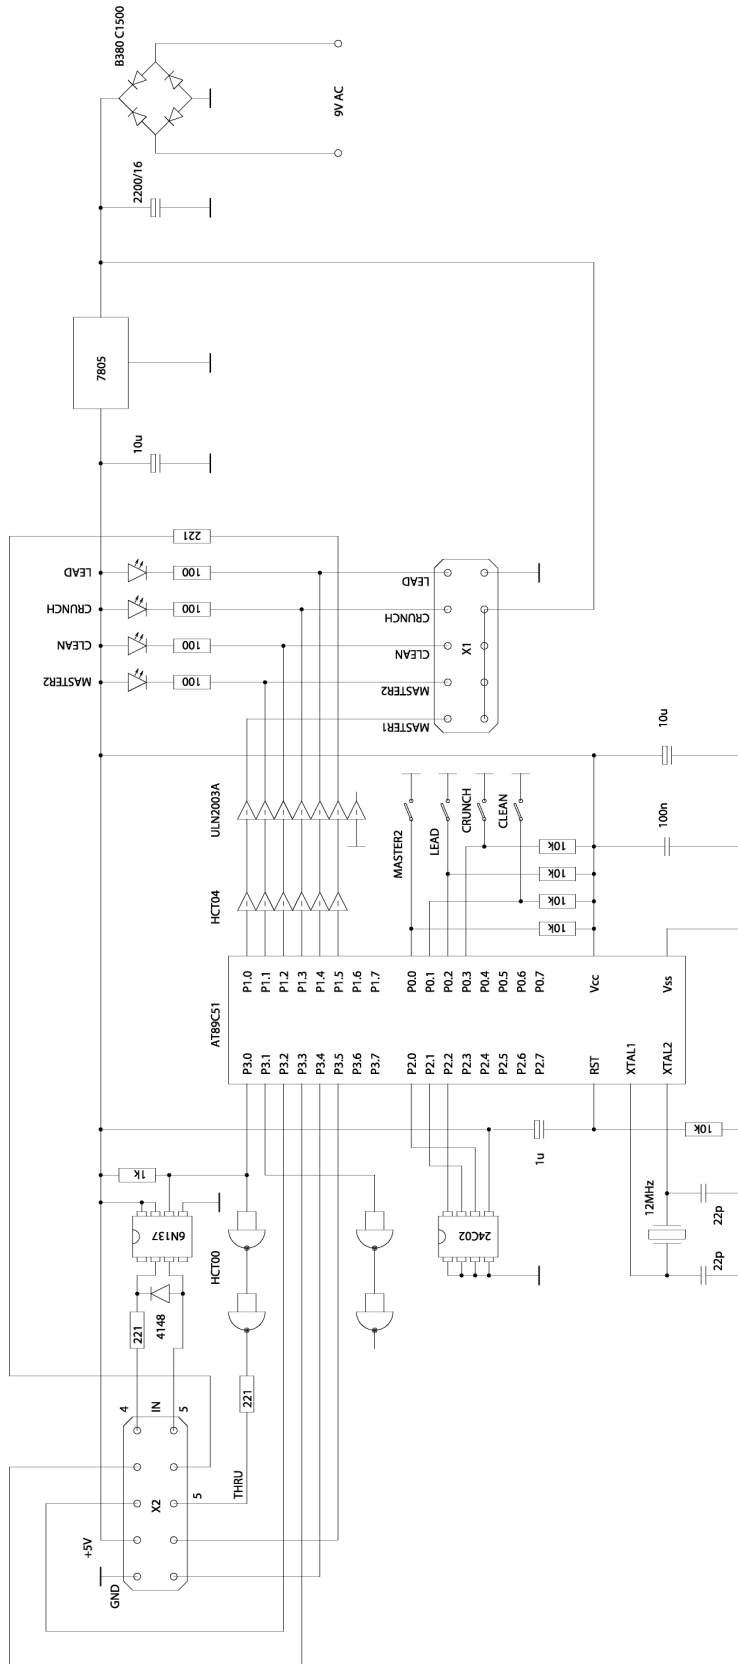 B380 C1500
9V AC
2200/16
7805
10u
221
LEAD
100
CRUNCH
100
CLEAN
100
MASTER2
100
LEAD
CRUNCH
CLEAN
MASTER2
MASTER1
X1
ULN2003A
HCT04
MASTER2
LEAD
CRUNCH
CLEAN
10k
10k
10k
10k
10u
100n
AT89C51
P1.0
P1.1
P1.2
P1.3
P1.4
P1.5
P1.6
P1.7
P0.0
P0.1
P0.2
P0.3
P0.4
P0.5
P0.6
P0.7
Vcc
Vss
P3.0
P3.1
P3.2
P3.3
P3.4
P3.5
P3.6
P3.7
P2.0
P2.1
P2.2
P2.3
P2.4
P2.5
P2.6
P2.7
RST
XTAL1
XTAL2
1k
6N137
HCT00
221
4148
1u
10k
24C02
12MHz
22p
22p
221
4
IN
5
X2
5
THRU
+5V
GND